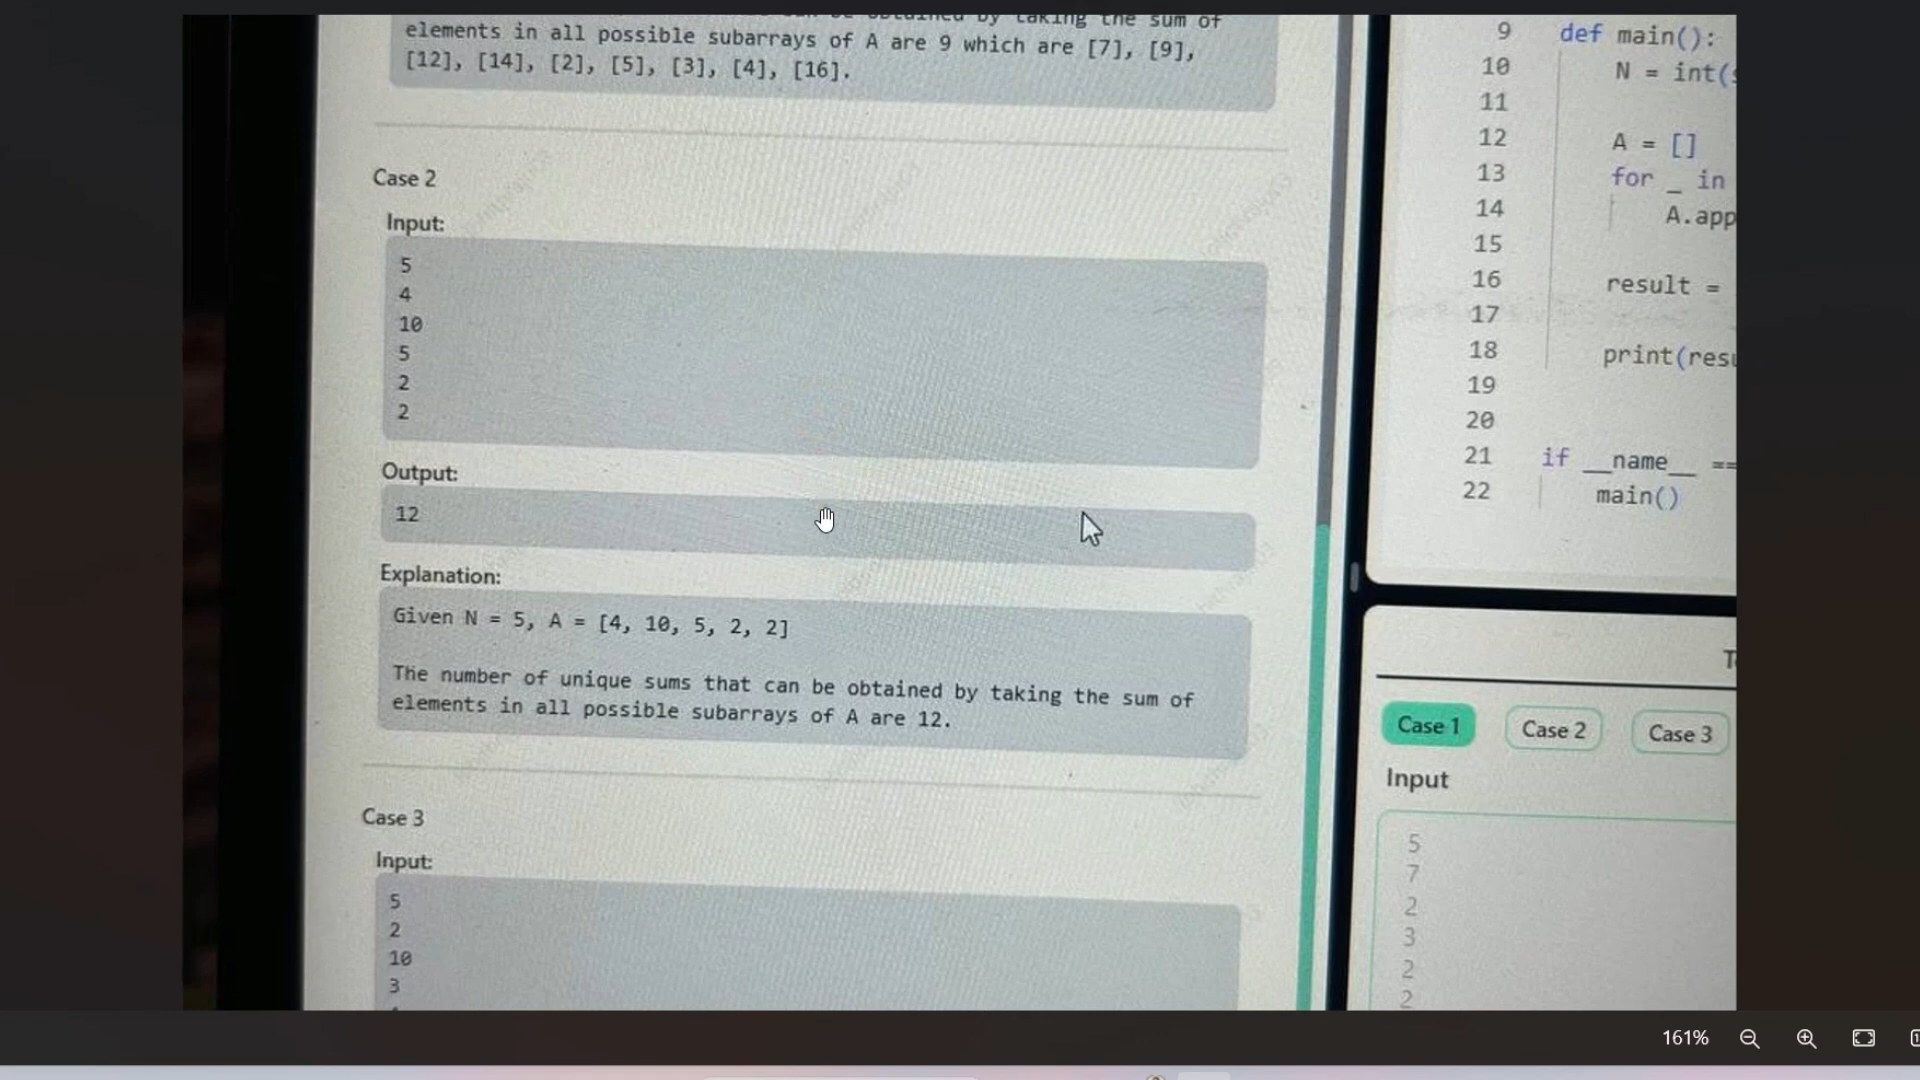 elements in all possible subarrays of A are 9 which are [7], [9],
[12], [14], [2], [5], [3], [4], [16].
Case 2
Input:
5
4
10
5
2
2
Output:
12
Explanation:
Given N = 5, A = [4, 10, 5, 2, 2]
The number of unique sums that can be obtained by taking the sum of
elements in all possible subarrays of A are 12.
Case 3
Input:
5
2
10
3
9 def main():
10 N = int(
11
12 A = []
13 for _ in
14 A.app
15
16 result =
17
18 print(resu
19
20
21 if __name__ ==
22 main()
Case 1 Case 2 Case 3
Input
5
7
2
3
2
2
161%